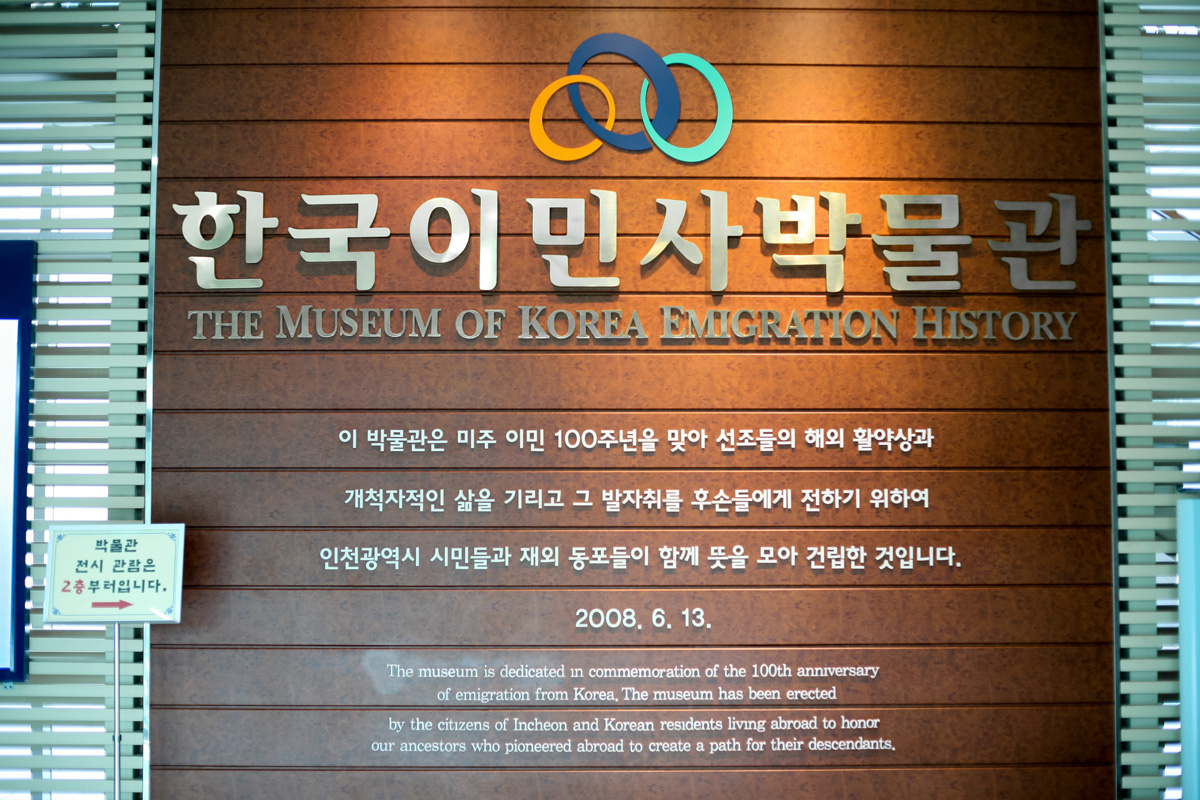 한국이민사박물관
THE MUSEUM OF KOREA EMIGRATION HISTORY
이 박물관은 미주 이민 100주년을 맞아 선조들의 해외 활약상과
개척자적인 삶을 기리고 그 발자취를 후손들에게 전하기 위하여
인천광역시 시민들과 재외 동포들이 함께 뜻을 모아 건립한 것입니다.
2008. 6. 13.
The museum is dedicated in commemoration of the 100th anniversary
of emigration from Korea. The museum has been erected
by the citizens of Incheon and Korean residents living abroad to honor
our ancestors who pioneered abroad to create a path for their descendants.
박물관
전시 관람은
2층부터입니다.